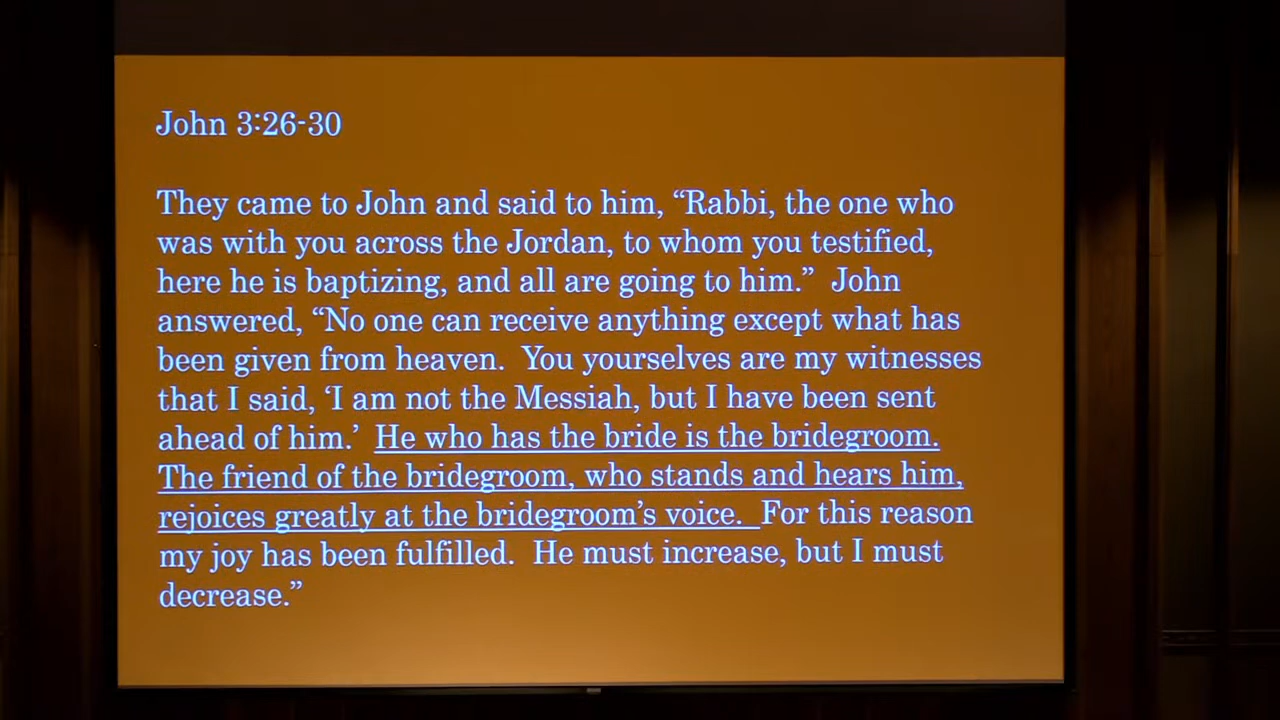 John 3:26-30
They came to John and said to him, “Rabbi, the one who
was with you across the Jordan, to whom you testified,
here he is baptizing, and all are going to him.”  John
answered, “No one can receive anything except what has
been given from heaven.  You yourselves are my witnesses
that I said, ‘I am not the Messiah, but I have been sent
ahead of him.’  He who has the bride is the bridegroom.
The friend of the bridegroom, who stands and hears him,
rejoices greatly at the bridegroom’s voice.  For this reason
my joy has been fulfilled.  He must increase, but I must
decrease.”